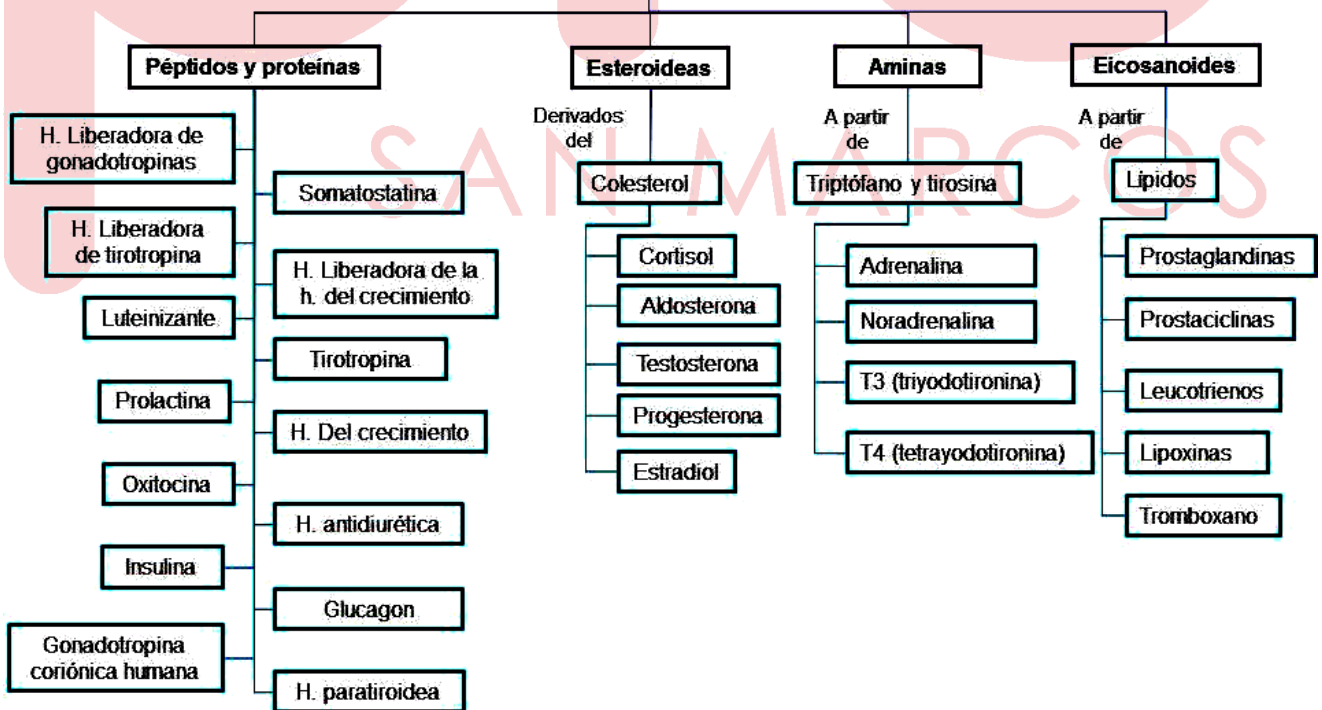 Péptidos y proteínas
H. Liberadora de
gonadotropinas
Somatostatina
H. Liberadora
de tirotropina
H. Liberadora de la
h. del crecimiento
Luteinizante
Tirotropina
Prolactina
H. Del crecimiento
Oxitocina
H. antidiurética
Insulina
Glucagon
Gonadotropina
coriónica humana
H. paratiroidea
Esteroideas
Derivados
del
Colesterol
Cortisol
Aldosterona
Testosterona
Progesterona
Estradiol
Aminas
A partir
de
Triptófano y tirosina
Adrenalina
Noradrenalina
T3 (triyodotironina)
T4 (tetrayodotironina)
Eicosanoides
A partir
de
Lípidos
Prostaglandinas
Prostaciclinas
Leucotrienos
Lipoxinas
Tromboxano
SAN MARCOS